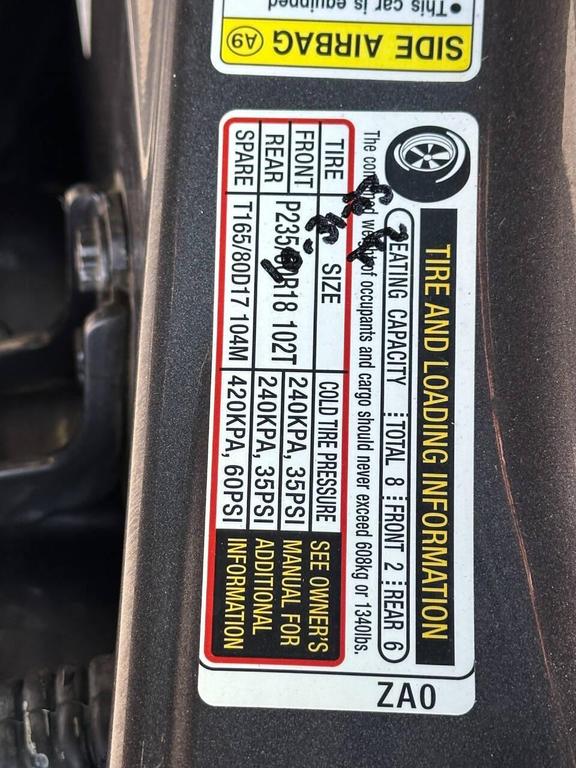 • This car is equipped
SIDE AIRBAG A9
TIRE AND LOADING INFORMATION
SEATING CAPACITY TOTAL 8 FRONT 2 REAR 6
The combined weight of occupants and cargo should never exceed 608kg or 1340lbs.
TIRE SIZE COLD TIRE PRESSURE SEE OWNER'S
FRONT P235/60R18 102T 240KPA, 35PSI MANUAL FOR
REAR 240KPA, 35PSI ADDITIONAL
SPARE T165/80D17 104M 420KPA, 60PSI INFORMATION
ZA0